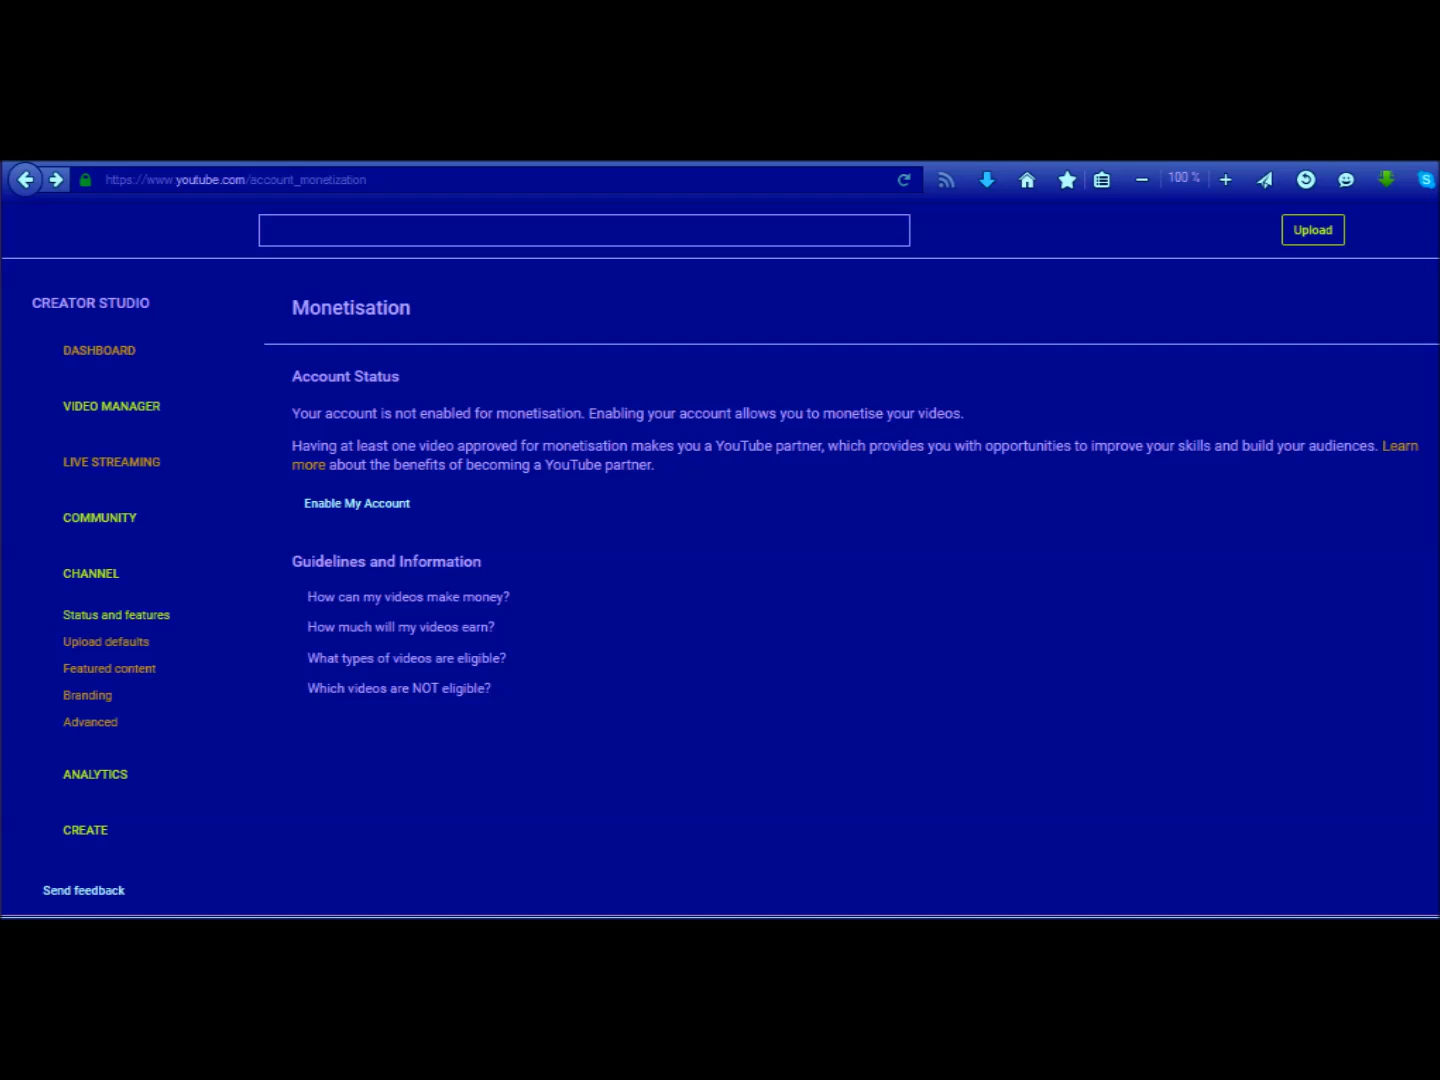 https://www.youtube.com/account_monetization
100 %
Upload
CREATOR STUDIO
DASHBOARD
VIDEO MANAGER
LIVE STREAMING
COMMUNITY
CHANNEL
Status and features
Upload defaults
Featured content
Branding
Advanced
ANALYTICS
CREATE
Send feedback
Monetisation
Account Status
Your account is not enabled for monetisation. Enabling your account allows you to monetise your videos.
Having at least one video approved for monetisation makes you a YouTube partner, which provides you with opportunities to improve your skills and build your audiences. Learn
more about the benefits of becoming a YouTube partner.
Enable My Account
Guidelines and Information
How can my videos make money?
How much will my videos earn?
What types of videos are eligible?
Which videos are NOT eligible?